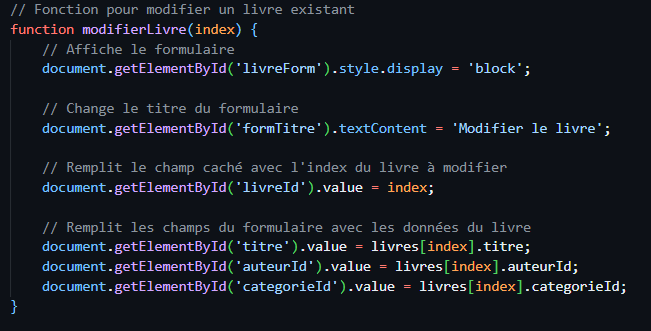 // Fonction pour modifier un livre existant
function modifierLivre(index) {
// Affiche le formulaire
document.getElementById('livreForm').style.display = 'block';
// Change le titre du formulaire
document.getElementById('formTitre').textContent = 'Modifier le livre';
// Remplit le champ caché avec l'index du livre à modifier
document.getElementById('livreId').value = index;
// Remplit les champs du formulaire avec les données du livre
document.getElementById('titre').value = livres[index].titre;
document.getElementById('auteurId').value = livres[index].auteurId;
document.getElementById('categorieId').value = livres[index].categorieId;
}